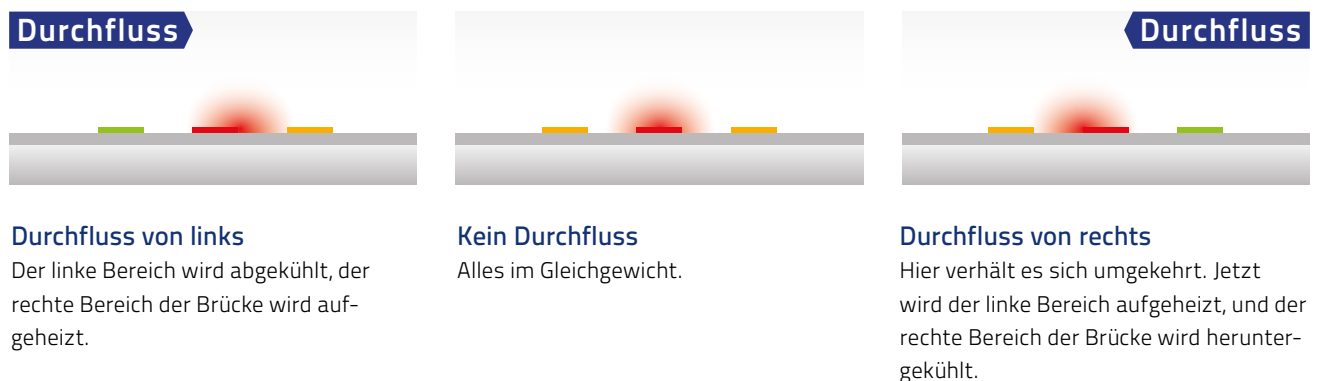 Durchfluss
Durchfluss
Durchfluss von links
Der linke Bereich wird abgekühlt, der
rechte Bereich der Brücke wird auf-
geheizt.
Kein Durchfluss
Alles im Gleichgewicht.
Durchfluss von rechts
Hier verhält es sich umgekehrt. Jetzt
wird der linke Bereich aufgeheizt, und der
rechte Bereich der Brücke wird herunter-
gekühlt.